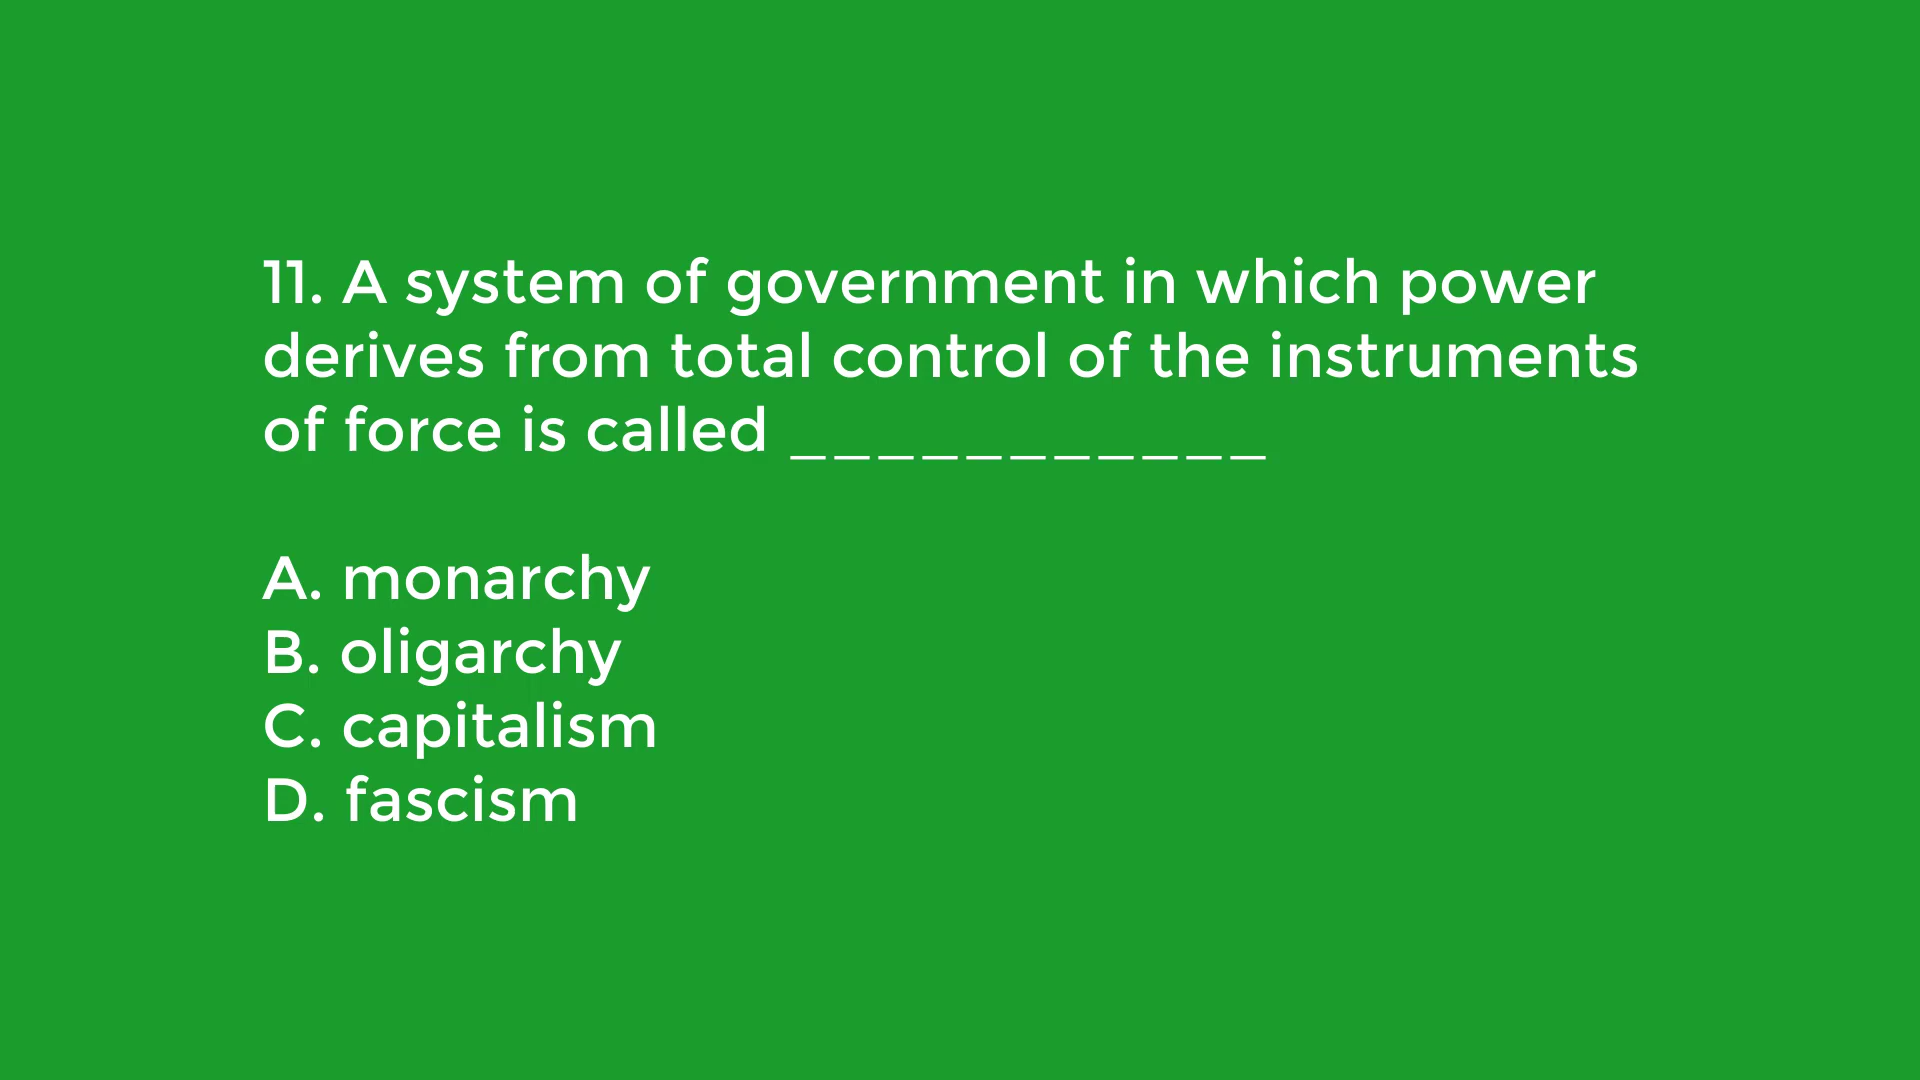 11. A system of government in which power
derives from total control of the instruments
of force is called ___________
A. monarchy
B. oligarchy
C. capitalism
D. fascism